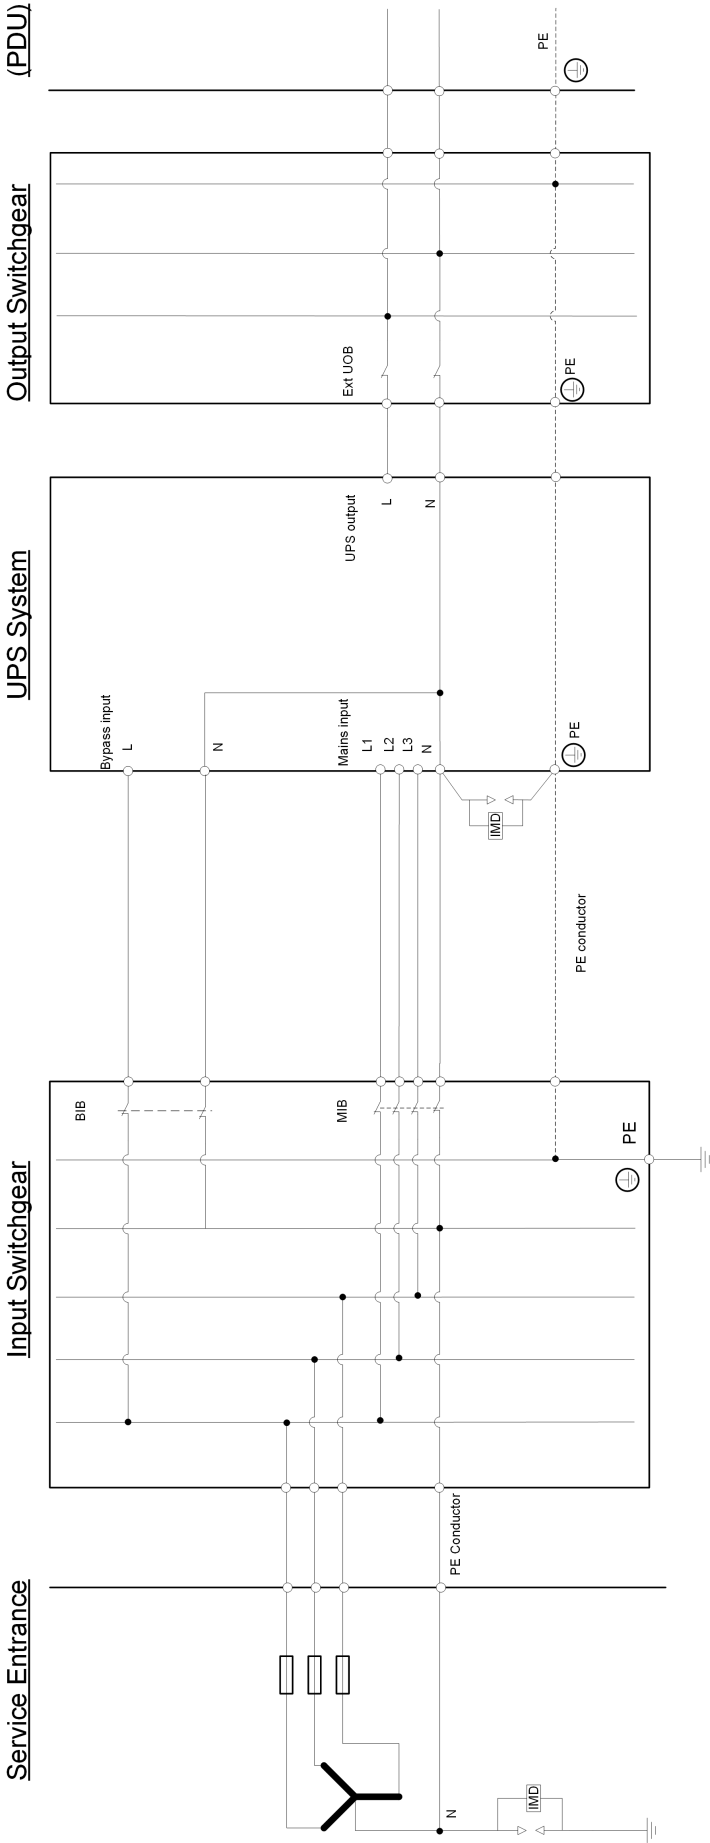 Service Entrance
Input Switchgear
UPS System
Output Switchgear
(PDU)
N
IMD
PE Conductor
BIB
MIB
PE
PE conductor
IMD
Bypass input
L
N
Mains input
L1
L2
L3
N
PE
UPS output
L
N
Ext UOB
PE
PE